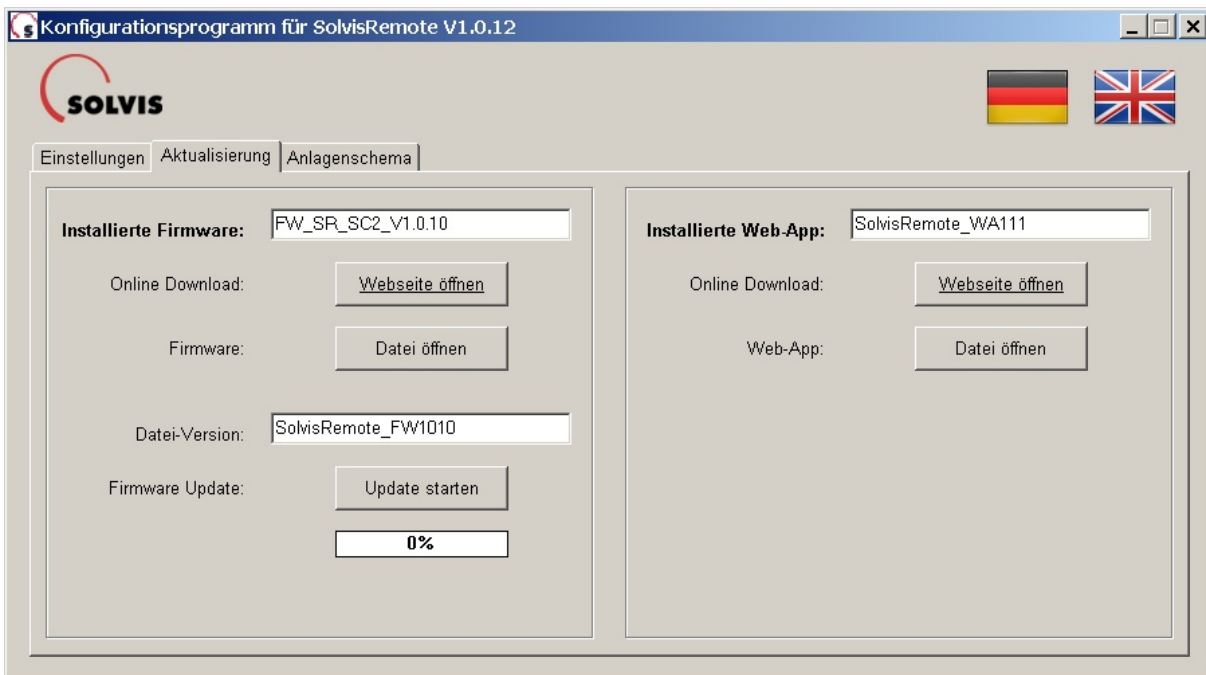 Konfigurationsprogramm für SolvisRemote V1.0.12
SOLVIS
Einstellungen Aktualisierung Anlagenschema
Installierte Firmware: FW_SR_SC2_V1.0.10
Online Download: Webseite öffnen
Firmware: Datei öffnen
Datei-Version: SolvisRemote_FW1010
Firmware Update: Update starten
0%
Installierte Web-App: SolvisRemote_WA111
Online Download: Webseite öffnen
Web-App: Datei öffnen